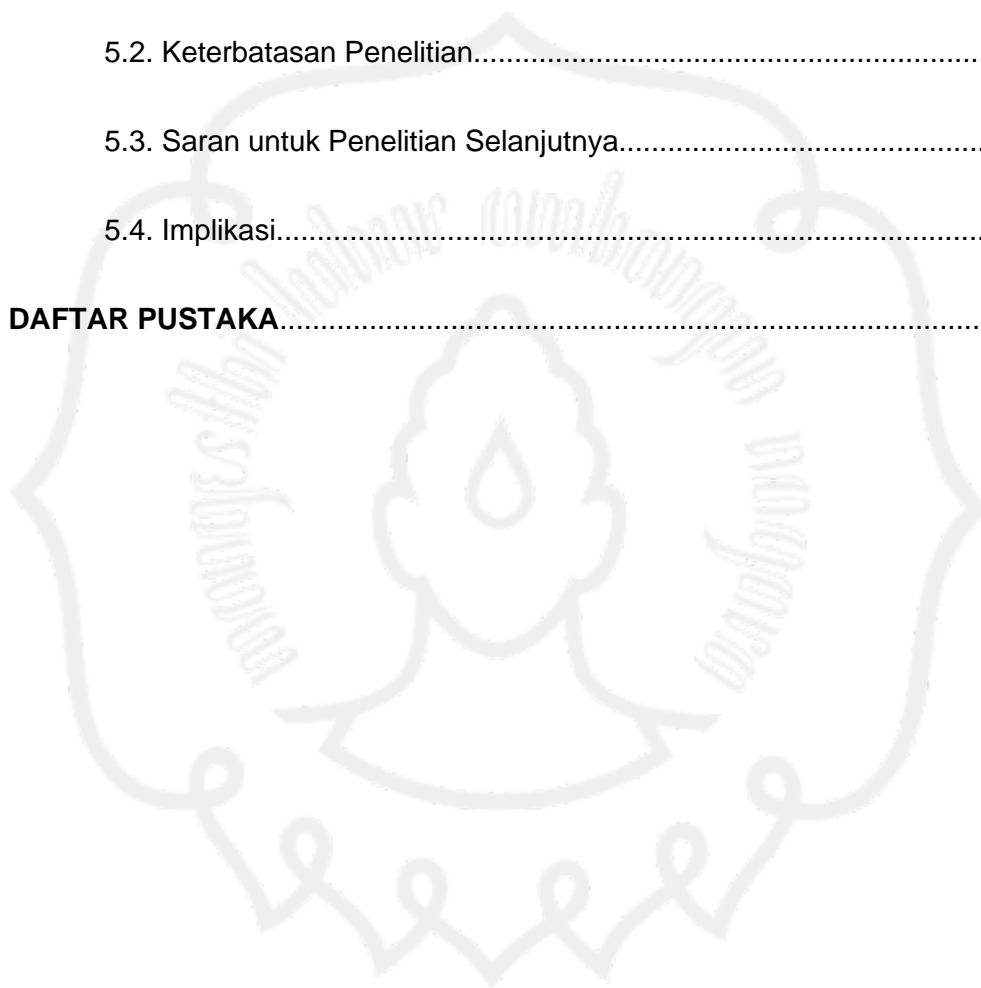 5.2. Keterbatasan Penelitian..............................................................
5.3. Saran untuk Penelitian Selanjutnya............................................
5.4. Implikasi......................................................................................
DAFTAR PUSTAKA.....................................................................................